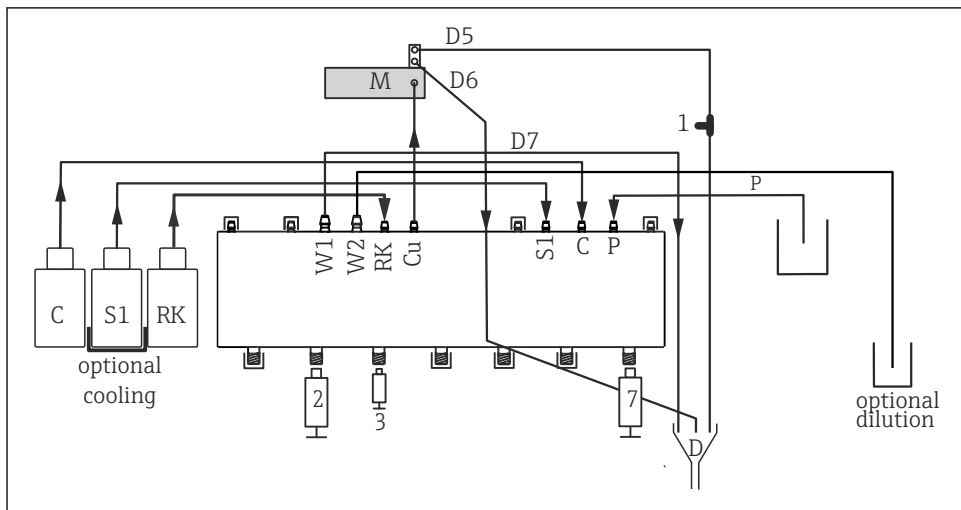 D5
M
D6
1
D7
P
W1
W2
RK
Cu
S1
C
P
C
S1
RK
optional
cooling
2
3
7
D
optional
dilution